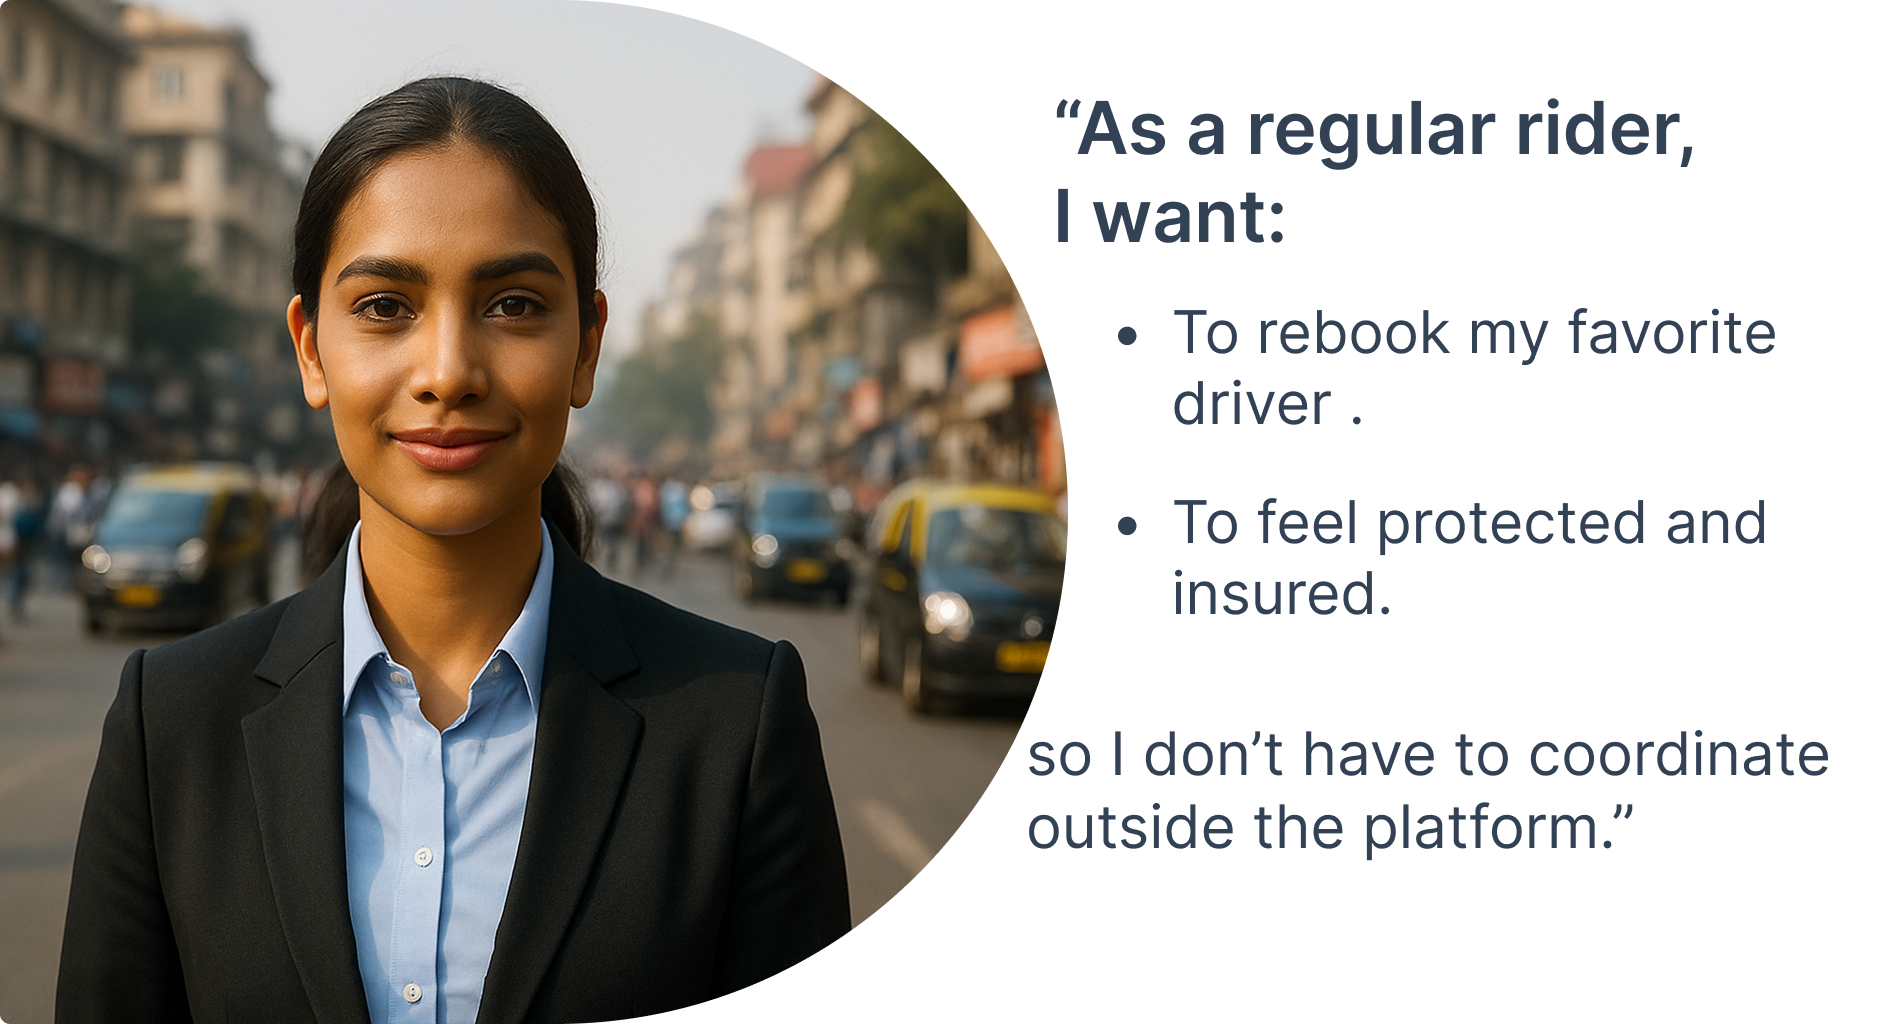 “As a regular rider,
I want:
• To rebook my favorite
driver .
• To feel protected and
insured.
so I don’t have to coordinate
outside the platform.”